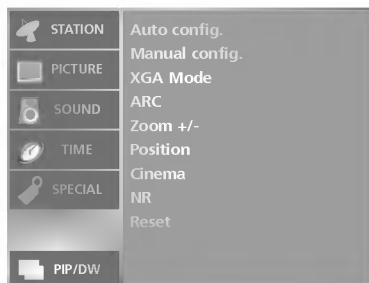 STATION
PICTURE
SOUND
TIME
SPECIAL
PIP/DW
Auto config.
Manual config.
XGA Mode
ARC
Zoom +/-
Position
Cinema
NR
Reset